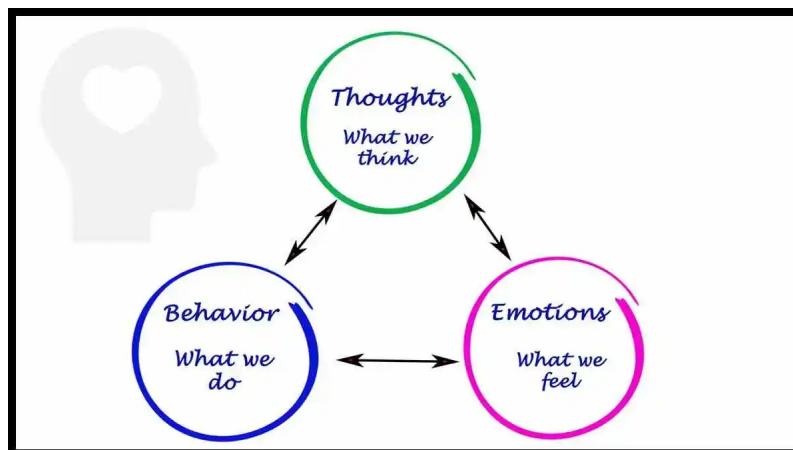 Thoughts
What we
think
Behavior
What we
do
Emotions
What we
feel